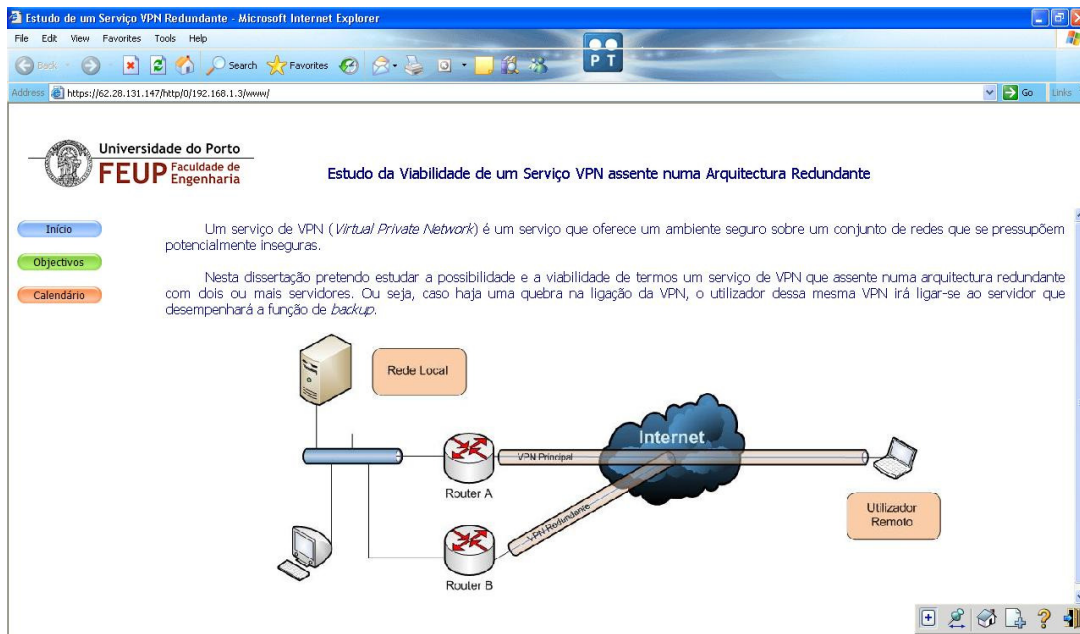 Estudo de um Serviço VPN Redundante - Microsoft Internet Explorer
File Edit View Favorites Tools Help
Back Search Favorites
PT
Address https://62.28.131.147/http/0/192.168.1.3/www/ Go Links
Universidade do Porto
FEUP Faculdade de
Engenharia
Estudo da Viabilidade de um Serviço VPN assente numa Arquitectura Redundante
Início
Objectivos
Calendário
Um serviço de VPN (Virtual Private Network) é um serviço que oferece um ambiente seguro sobre um conjunto de redes que se pressupõem
potencialmente inseguras.
Nesta dissertação pretendo estudar a possibilidade e a viabilidade de termos um serviço de VPN que assente numa arquitectura redundante
com dois ou mais servidores. Ou seja, caso haja uma quebra na ligação da VPN, o utilizador dessa mesma VPN irá ligar-se ao servidor que
desempenhará a função de backup.
Rede Local
Internet
VPN Principal
Router A
VPN Redundante
Utilizador
Remoto
Router B